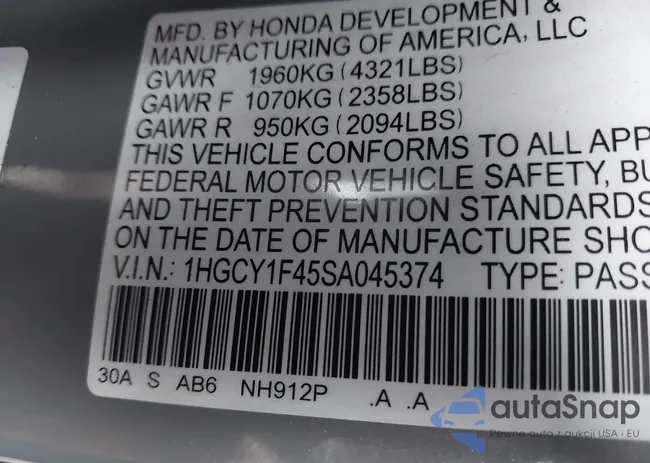 MFD. BY HONDA DEVELOPMENT &
MANUFACTURING OF AMERICA, LLC
GVWR 1960KG (4321LBS)
GAWR F 1070KG (2358LBS)
GAWR R 950KG (2094LBS)
THIS VEHICLE CONFORMS TO ALL APP
FEDERAL MOTOR VEHICLE SAFETY, BU
AND THEFT PREVENTION STANDARDS
ON THE DATE OF MANUFACTURE SHO
V.I.N.: 1HGCY1F45SA045374 TYPE: PASS
30A S AB6 NH912P .A .A
autaSnap
Pewne auto z aukcji USA i EU